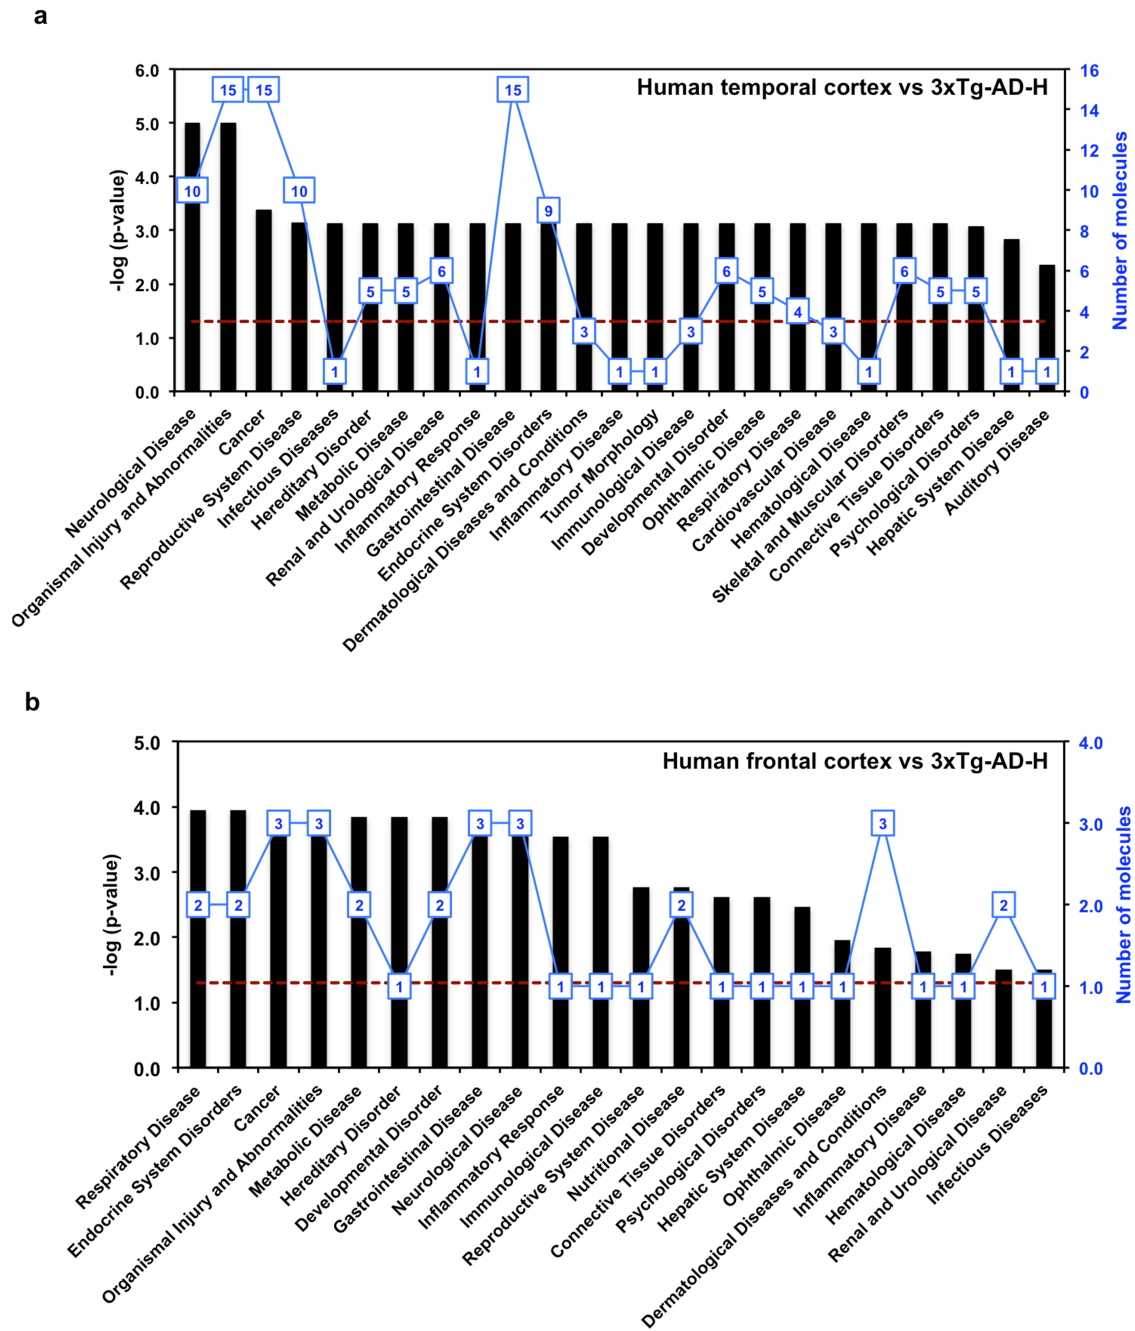 a
Human temporal cortex vs 3xTg-AD-H
-log (p-value)
6.0
5.0
4.0
3.0
2.0
1.0
0.0
Number of molecules
16
14
12
10
8
6
4
2
0
10
15
15
10
1
5
5
6
1
15
9
3
1
1
3
6
5
4
3
1
6
5
5
1
1
Neurological Disease
Organismal Injury and Abnormalities
Cancer
Reproductive System Disease
Infectious Diseases
Hereditary Disorder
Metabolic Disease
Renal and Urological Disease
Inflammatory Response
Gastrointestinal Disease
Endocrine System Disorders
Dermatological Diseases and Conditions
Inflammatory Disease
Tumor Morphology
Immunological Disease
Developmental Disorder
Ophthalmic Disease
Respiratory Disease
Cardiovascular Disease
Hematological Disease
Skeletal and Muscular Disorders
Connective Tissue Disorders
Psychological Disorders
Hepatic System Disease
Auditory Disease
b
Human frontal cortex vs 3xTg-AD-H
-log (p-value)
5.0
4.0
3.0
2.0
1.0
0.0
Number of molecules
4.0
3.0
2.0
1.0
0.0
2
2
3
3
2
1
2
3
3
1
1
1
2
1
1
1
1
3
1
1
2
1
Respiratory Disease
Endocrine System Disorders
Cancer
Organismal Injury and Abnormalities
Metabolic Disease
Hereditary Disorder
Developmental Disorder
Gastrointestinal Disease
Neurological Disease
Inflammatory Response
Immunological Disease
Reproductive System Disease
Nutritional Disease
Connective Tissue Disorders
Psychological Disorders
Hepatic System Disease
Ophthalmic Disease
Dermatological Diseases and Conditions
Inflammatory Disease
Hematological Disease
Renal and Urological Disease
Infectious Diseases